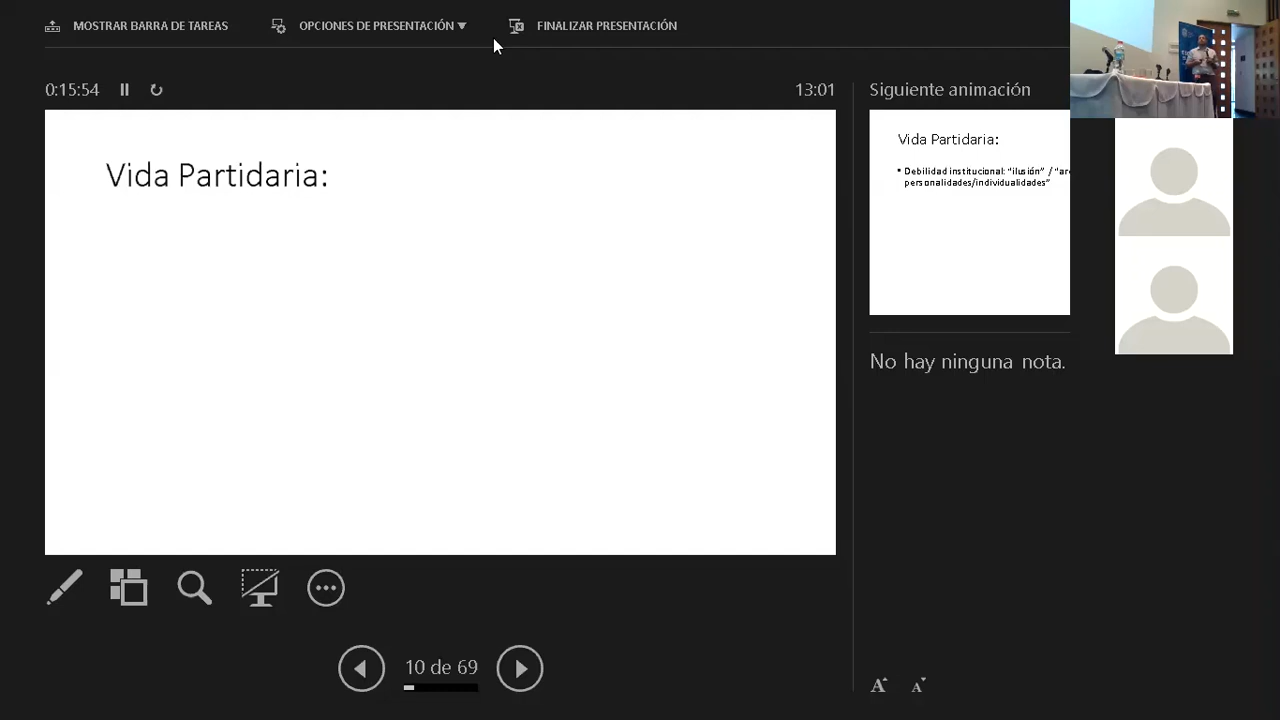 MOSTRAR BARRA DE TAREAS
OPCIONES DE PRESENTACIÓN ▼
FINALIZAR PRESENTACIÓN
0:15:54
13:01
Vida Partidaria:
Siguiente animación
Vida Partidaria:
• Debilidad institucional: "ilusión" / "
personalidades/individualidades"
No hay ninguna nota.
10 de 69
A A